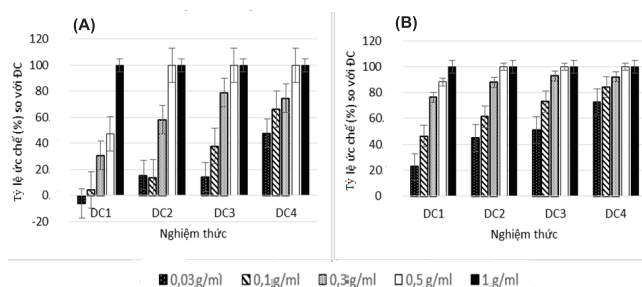 (A)
Tỷ lệ ức chế (%) so với ĐC
120
100
80
60
40
20
0
-20
DC1 DC2 DC3 DC4
Nghiệm thức
(B)
Tỷ lệ ức chế (%) so với ĐC
120
100
80
60
40
20
0
DC1 DC2 DC3 DC4
Nghiệm thức
0,03g/ml 0,1g/ml 0,3g/ml 0,5g/ml 1g/ml